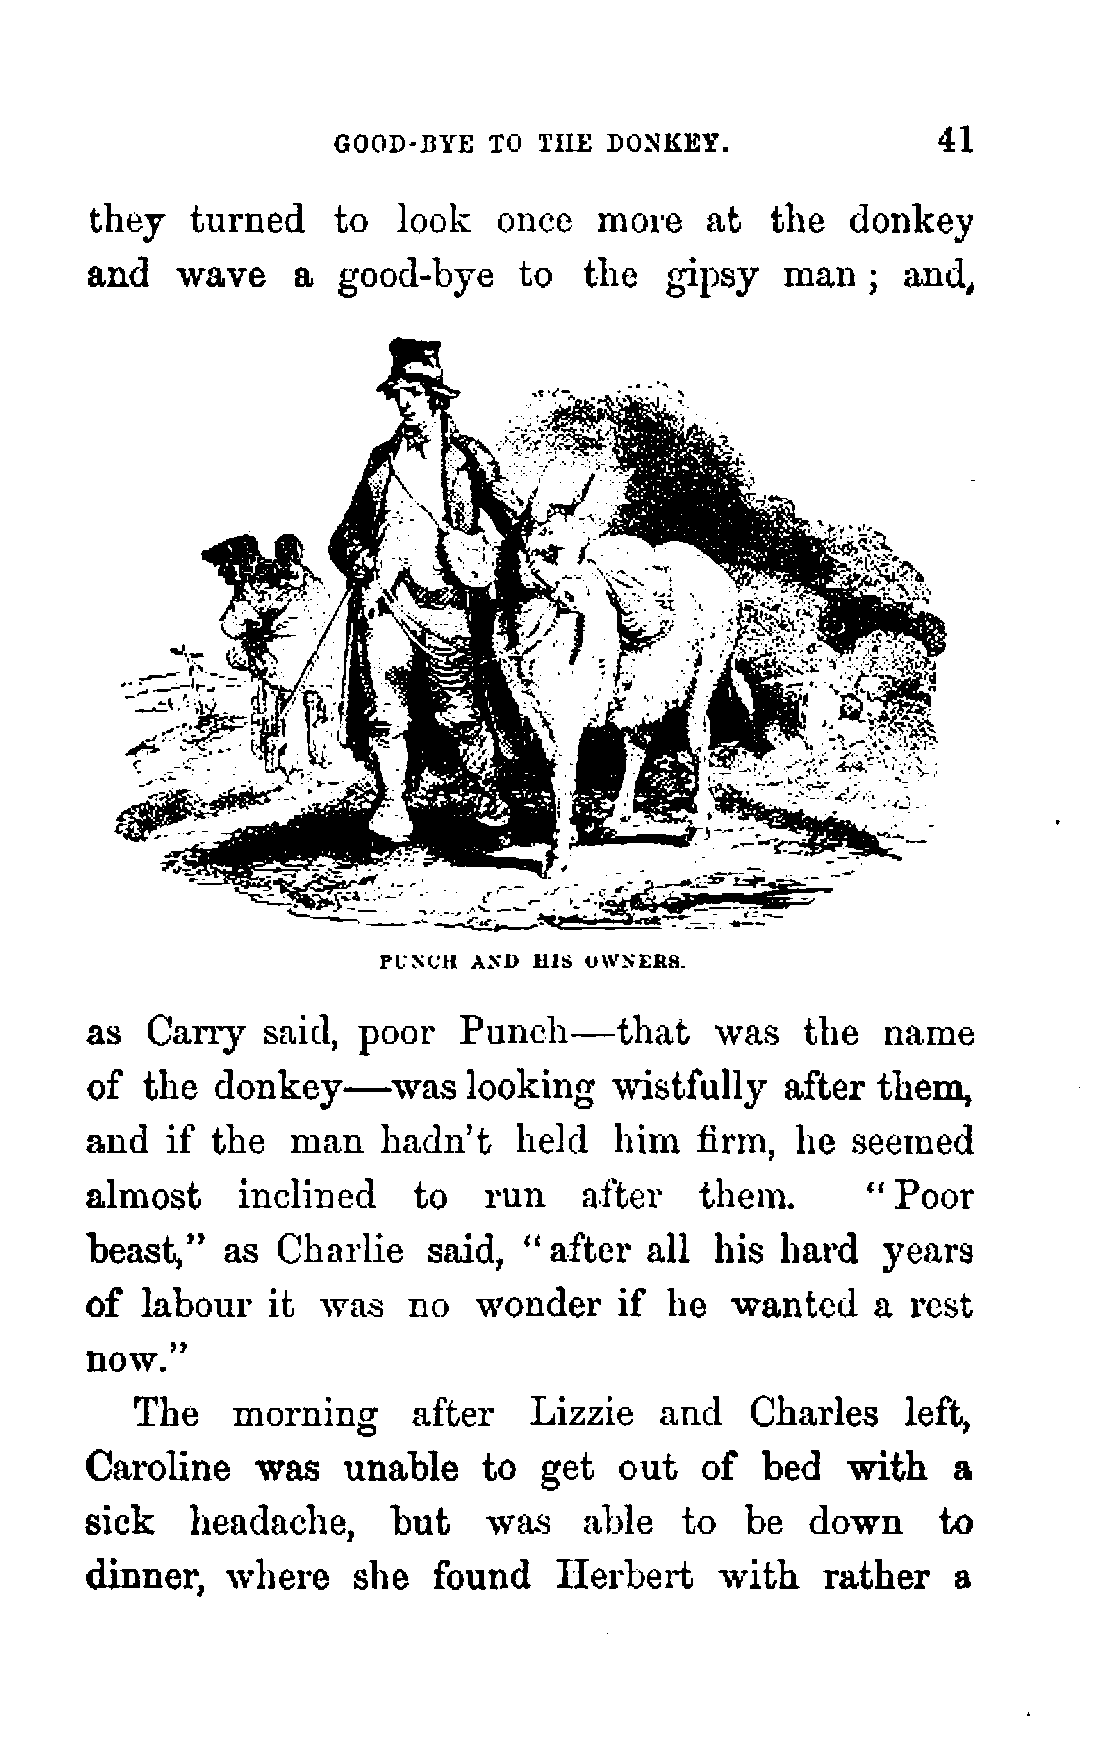 GOOD-BYE TO THE DONKEY. 41
they turned to look once more at the donkey
and wave a good-bye to the gipsy man ; and,
PUNCH AND HIS OWNERS.
as Carry said, poor Punch—that was the name
of the donkey—was looking wistfully after them,
and if the man hadn't held him firm, he seemed
almost inclined to run after them. "Poor
beast," as Charlie said, "after all his hard years
of labour it was no wonder if he wanted a rest
now."
The morning after Lizzie and Charles left,
Caroline was unable to get out of bed with a
sick headache, but was able to be down to
dinner, where she found Herbert with rather a